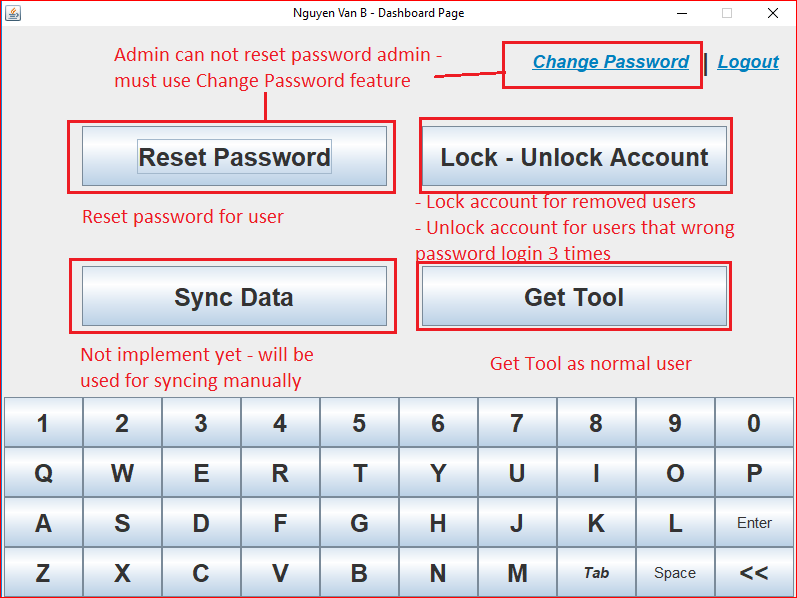 Nguyen Van B - Dashboard Page
Admin can not reset password admin -
must use Change Password feature
Change Password | Logout
Reset Password
Lock - Unlock Account
Reset password for user
- Lock account for removed users
- Unlock account for users that wrong
password login 3 times
Sync Data
Get Tool
Not implement yet - will be
used for syncing manually
Get Tool as normal user
1 2 3 4 5 6 7 8 9 0
Q W E R T Y U I O P
A S D F G H J K L Enter
Z X C V B N M Tab Space <<